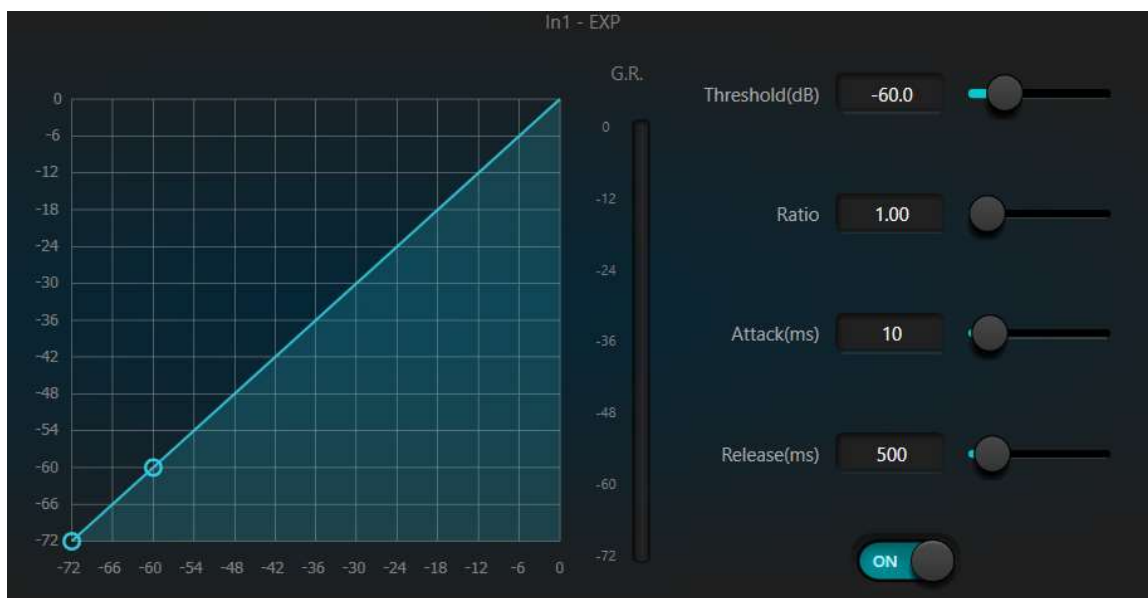 In1 - EXP
G.R.
0
-6
-12
-18
-24
-30
-36
-42
-48
-54
-60
-66
-72
-72 -66 -60 -54 -48 -42 -36 -30 -24 -18 -12 -6 0
0
-12
-24
-36
-48
-60
-72
Threshold(dB) -60.0
Ratio 1.00
Attack(ms) 10
Release(ms) 500
ON